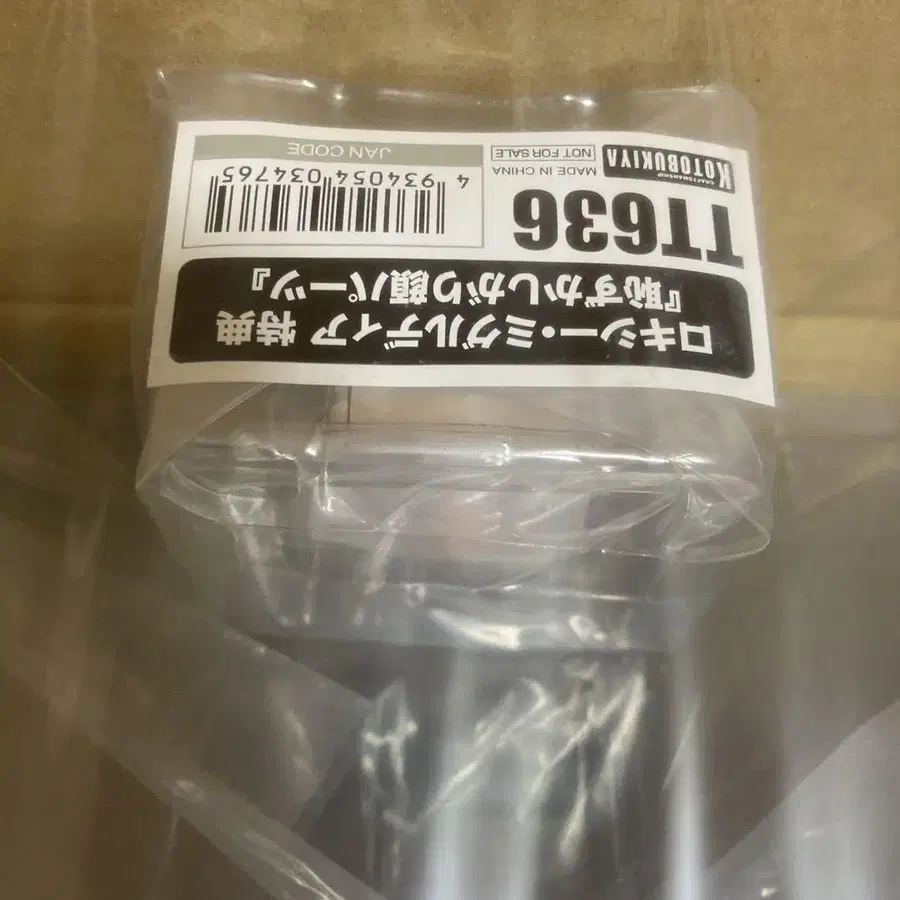 ロキシー・ミグルディア 特典
『恥ずかしがり顔パーツ』
TT636
CRAFTSMANSHIP
KOTOBUKIYA
MADE IN CHINA
NOT FOR SALE
4 934054 034765
JAN CODE